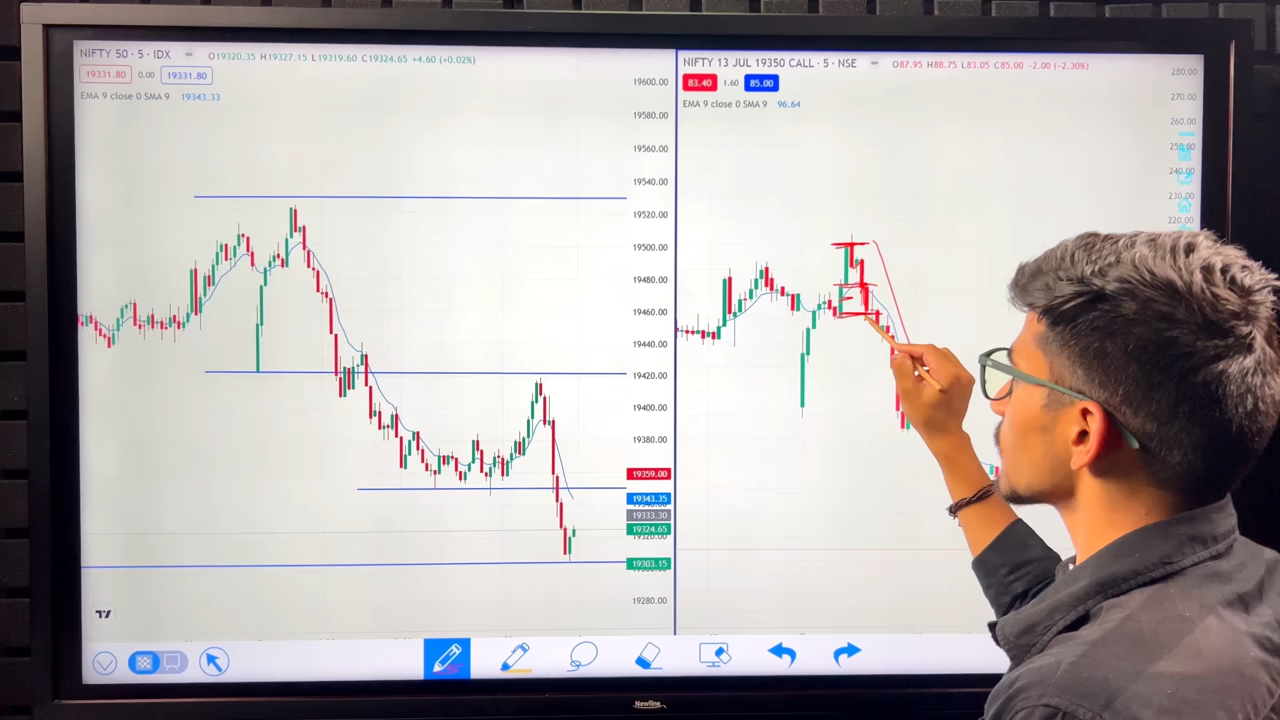 NIFTY 50 · 5 · IDX
O19320.35 H19327.15 L19319.60 C19324.65 +4.60 (+0.02%)
19331.80 0.00 19331.80
EMA 9 close 0 SMA 9 19343.33
19600.00
19580.00
19560.00
19540.00
19520.00
19500.00
19480.00
19460.00
19440.00
19420.00
19400.00
19380.00
19359.00
19343.35
19333.30
19324.65
19320.00
19303.15
19280.00
NIFTY 13 JUL 19350 CALL · 5 · NSE
O87.95 H88.75 L83.05 C85.00 -2.00 (-2.30%)
83.40 1.60 85.00
EMA 9 close 0 SMA 9 96.64
280.00
270.00
260.00
250.00
240.00
230.00
220.00
Newline